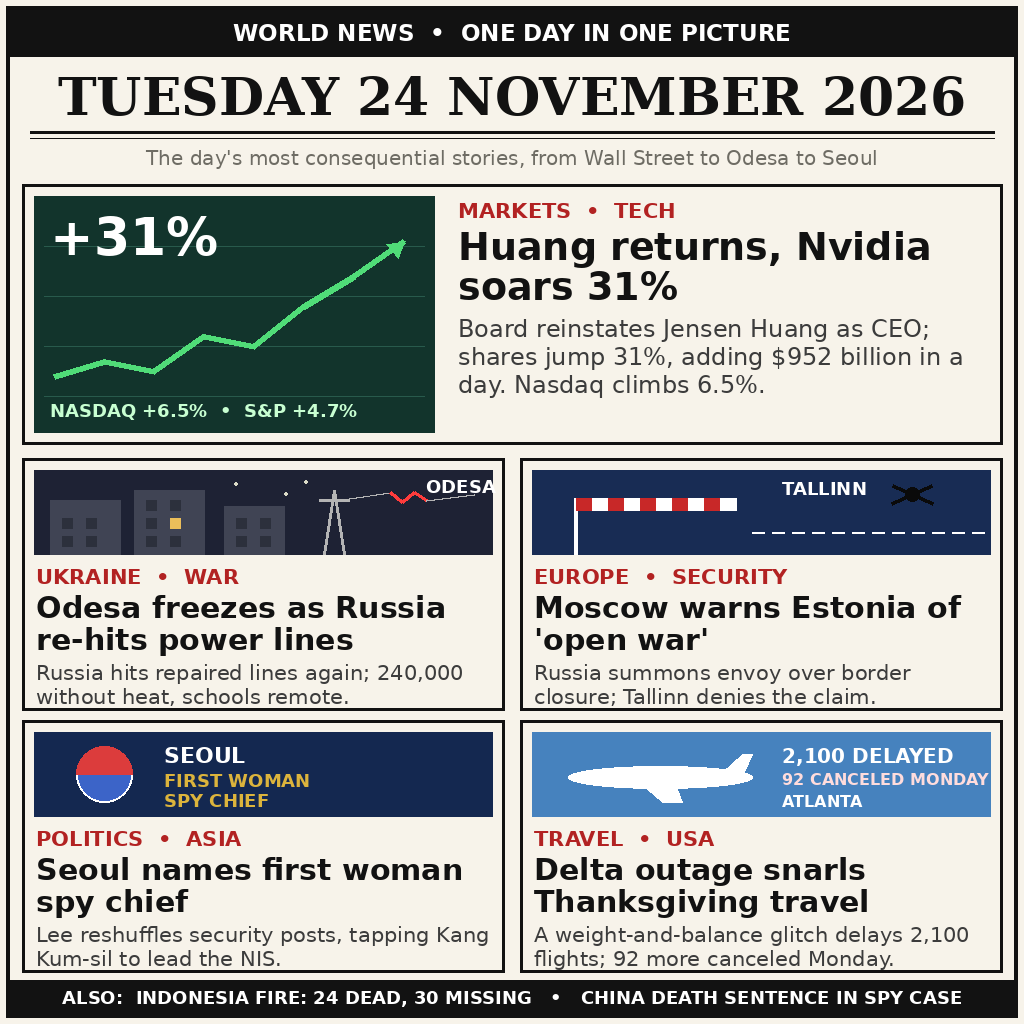 WORLD NEWS • ONE DAY IN ONE PICTURE
TUESDAY 24 NOVEMBER 2026
The day's most consequential stories, from Wall Street to Odesa to Seoul
+31%
NASDAQ +6.5% • S&P +4.7%
MARKETS • TECH
Huang returns, Nvidia
soars 31%
Board reinstates Jensen Huang as CEO;
shares jump 31%, adding $952 billion in a
day. Nasdaq climbs 6.5%.
ODESA
UKRAINE • WAR
Odesa freezes as Russia
re-hits power lines
Russia hits repaired lines again; 240,000
without heat, schools remote.
TALLINN
EUROPE • SECURITY
Moscow warns Estonia of
'open war'
Russia summons envoy over border
closure; Tallinn denies the claim.
SEOUL
FIRST WOMAN
SPY CHIEF
POLITICS • ASIA
Seoul names first woman
spy chief
Lee reshuffles security posts, tapping Kang
Kum-sil to lead the NIS.
2,100 DELAYED
92 CANCELED MONDAY
ATLANTA
TRAVEL • USA
Delta outage snarls
Thanksgiving travel
A weight-and-balance glitch delays 2,100
flights; 92 more canceled Monday.
ALSO: INDONESIA FIRE: 24 DEAD, 30 MISSING • CHINA DEATH SENTENCE IN SPY CASE